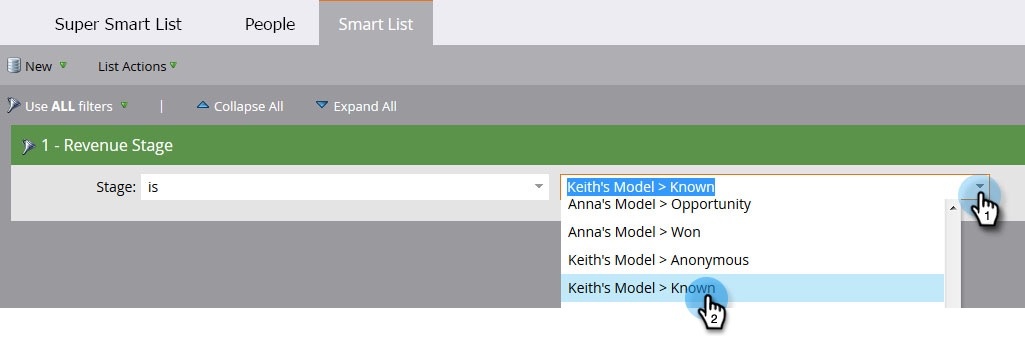 Super Smart List People Smart List
New List Actions
Use ALL filters | Collapse All Expand All
1 - Revenue Stage
Stage: is Keith's Model > Known
Anna's Model > Opportunity
Anna's Model > Won
Keith's Model > Anonymous
Keith's Model > Known
1
2